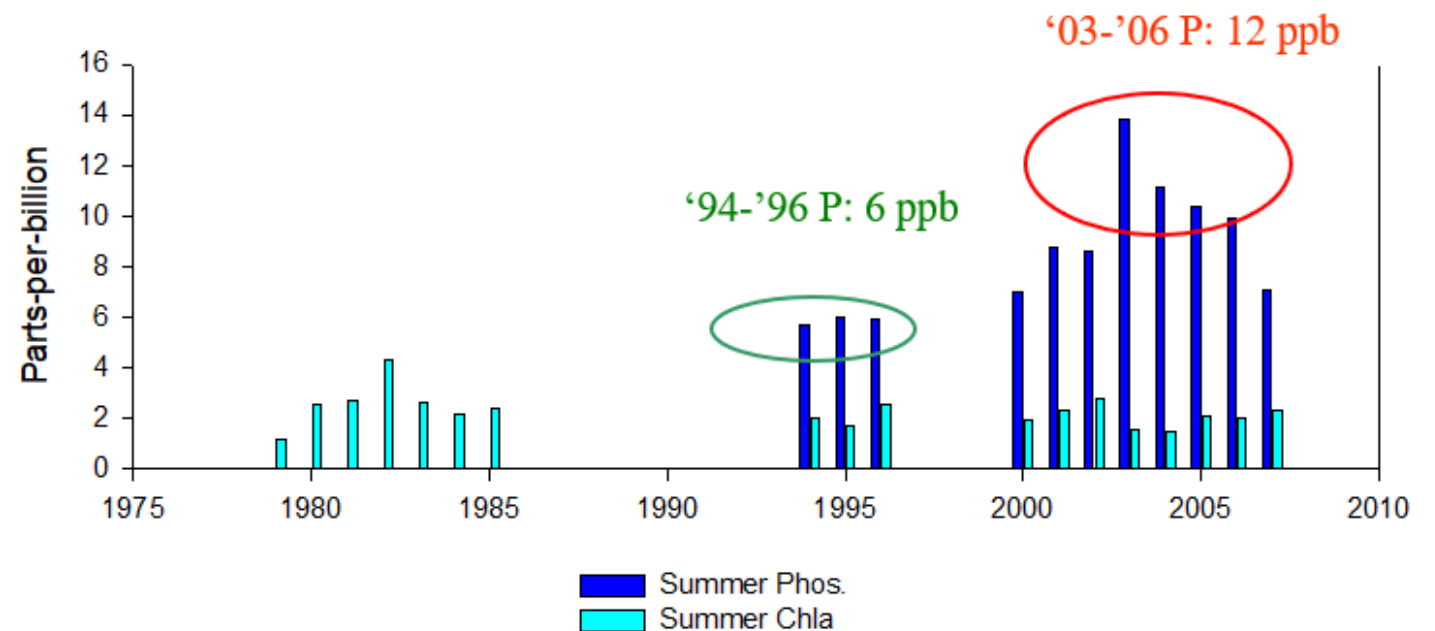 ‘03-’06 P: 12 ppb
16
14
12
10
8
6
4
2
0
Parts-per-billion
‘94-’96 P: 6 ppb
1975 1980 1985 1990 1995 2000 2005 2010
Summer Phos.
Summer Chla